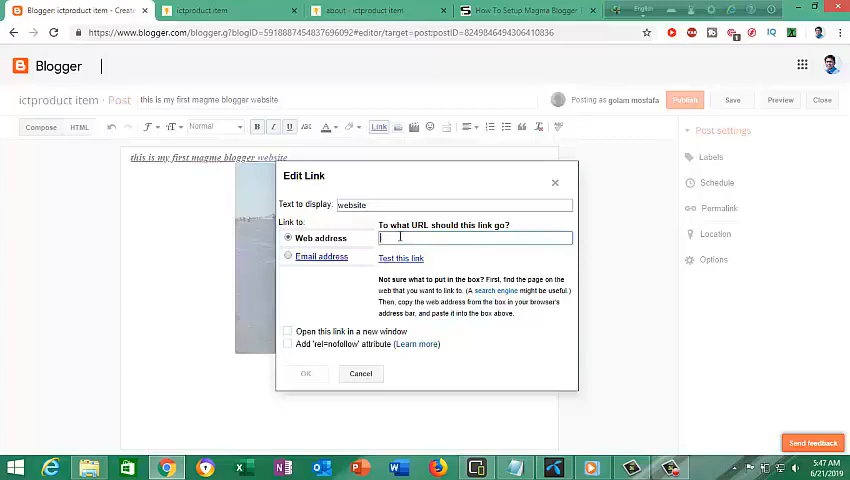 Blogger: ictproduct item - Create
ictproduct item
about - ictproduct item
How To Setup Magma Blogger
English
https://www.blogger.com/blogger.g?blogID=5918887454837696092#editor/target=post;postID=8249846494306410836
Blogger
ictproduct item · Post
this is my first magme blogger website
Posting as golam mostafa
Publish
Save
Preview
Close
Compose
HTML
Normal
B
I
U
ABC
A
Link
Post settings
Labels
Schedule
Permalink
Location
Options
this is my first magme blogger website
Edit Link
Text to display: website
Link to:
To what URL should this link go?
Web address
Email address
Test this link
Not sure what to put in the box? First, find the page on the
web that you want to link to. (A search engine might be useful.)
Then, copy the web address from the box in your browser's
address bar, and paste it into the box above.
Open this link in a new window
Add 'rel=nofollow' attribute (Learn more)
OK
Cancel
Send feedback
5:47 AM
6/21/2019